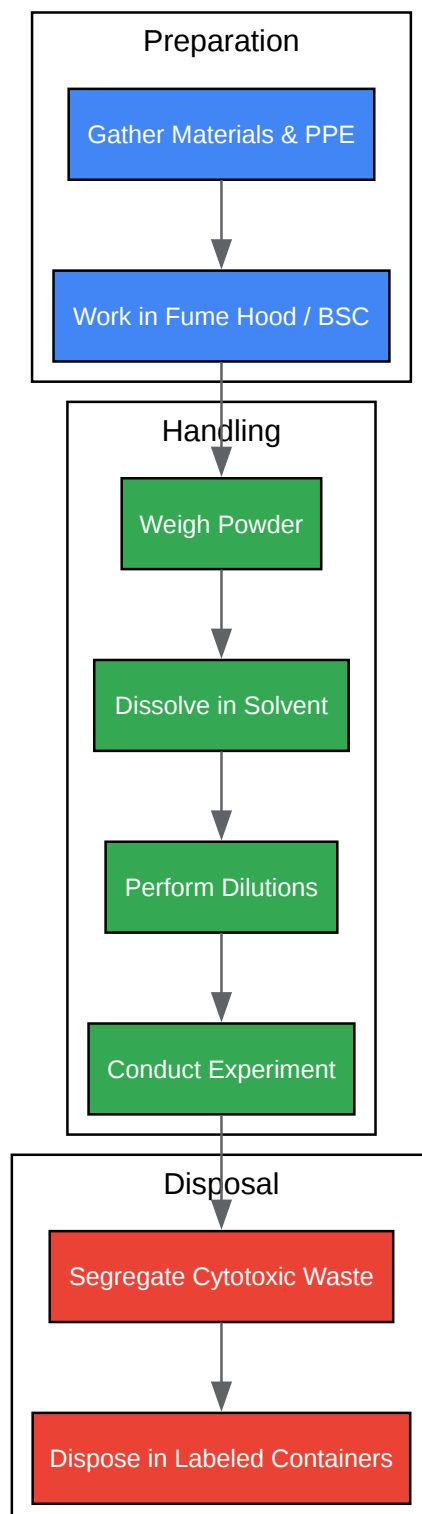 Preparation
Gather Materials & PPE
Work in Fume Hood / BSC
Handling
Weigh Powder
Dissolve in Solvent
Perform Dilutions
Conduct Experiment
Disposal
Segregate Cytotoxic Waste
Dispose in Labeled Containers